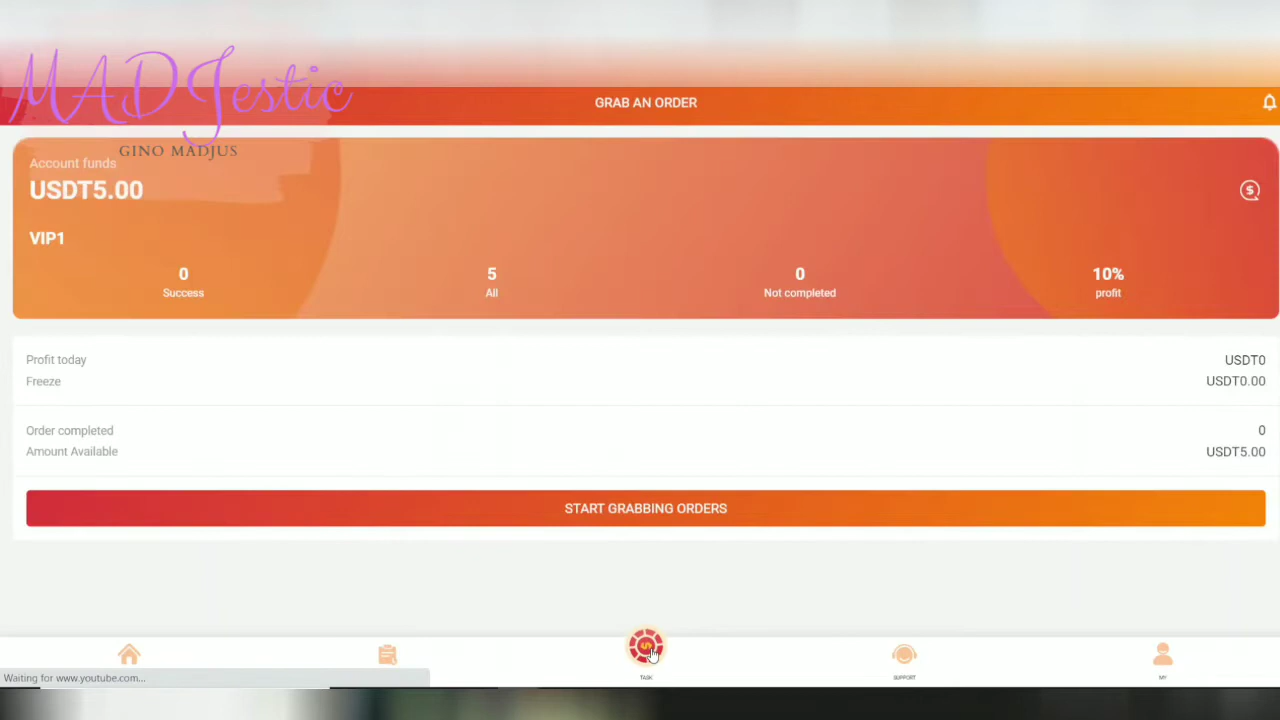 MADJestic
GINO MADJUS
GRAB AN ORDER
Account funds
USDT5.00
VIP1
0 5 0 10%
Success All Not completed profit
Profit today USDT0
Freeze USDT0.00
Order completed 0
Amount Available USDT5.00
START GRABBING ORDERS
TASK SUPPORT MY
Waiting for www.youtube.com...